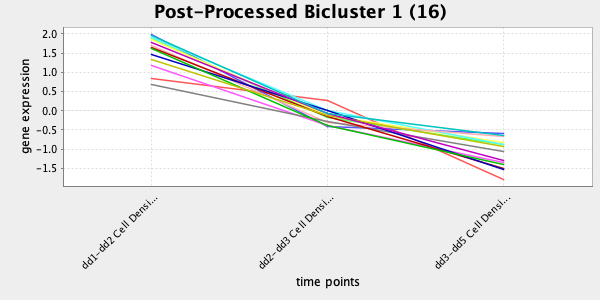 Post-Processed Bicluster 1 (16)
gene expression
2.0
1.5
1.0
0.5
0.0
-0.5
-1.0
-1.5
dd1-dd2 Cell Densi...
dd2-dd3 Cell Densi...
dd3-dd5 Cell Densi...
time points